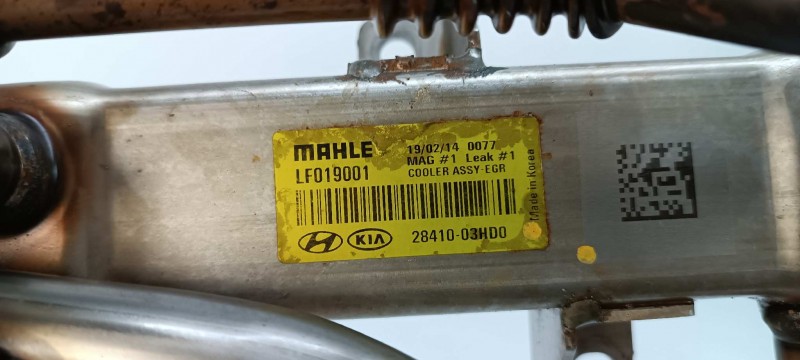 MAHLE
19/02/14 0077
MAG #1 Leak #1
LF019001
COOLER ASSY-EGR
Made in Korea
KIA
28410-03HD0